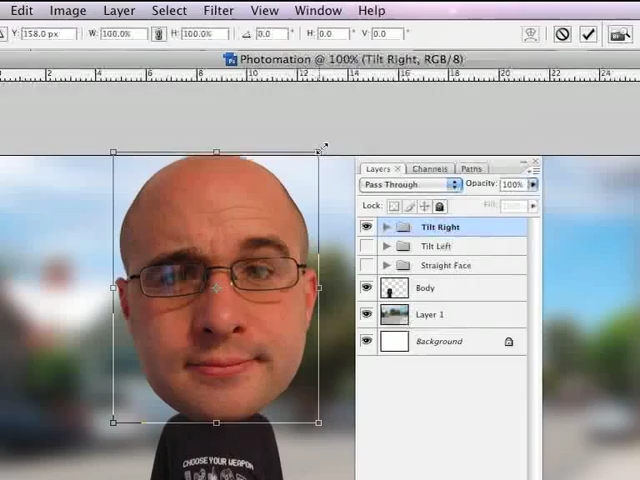 Edit Image Layer Select Filter View Window Help
Y: 158.0 px W: 100.0% H: 100.0% 0.0 ° H: 0.0 ° V: 0.0 °
Photomation @ 100% (Tilt Right, RGB/8)
0 2 4 6 8 10 12 14 16 18 20 22 24
Layers × Channels Paths
Pass Through Opacity: 100%
Lock: Fill:
Tilt Right
Tilt Left
Straight Face
Body
Layer 1
Background
CHOOSE YOUR WEAPON